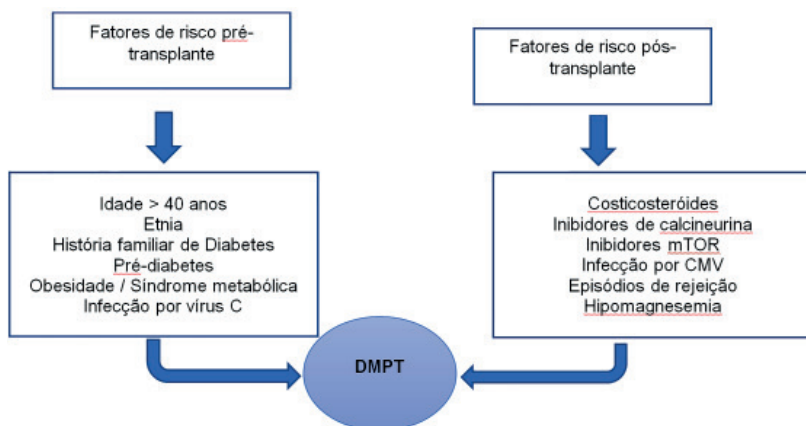 Fatores de risco pré-
transplante
Fatores de risco pós-
transplante
Idade > 40 anos
Etnia
História familiar de Diabetes
Pré-diabetes
Obesidade / Síndrome metabólica
Infecção por vírus C
Costicosteróides
Inibidores de calcineurina
Inibidores mTOR
Infecção por CMV
Episódios de rejeição
Hipomagnesemia
DMPT